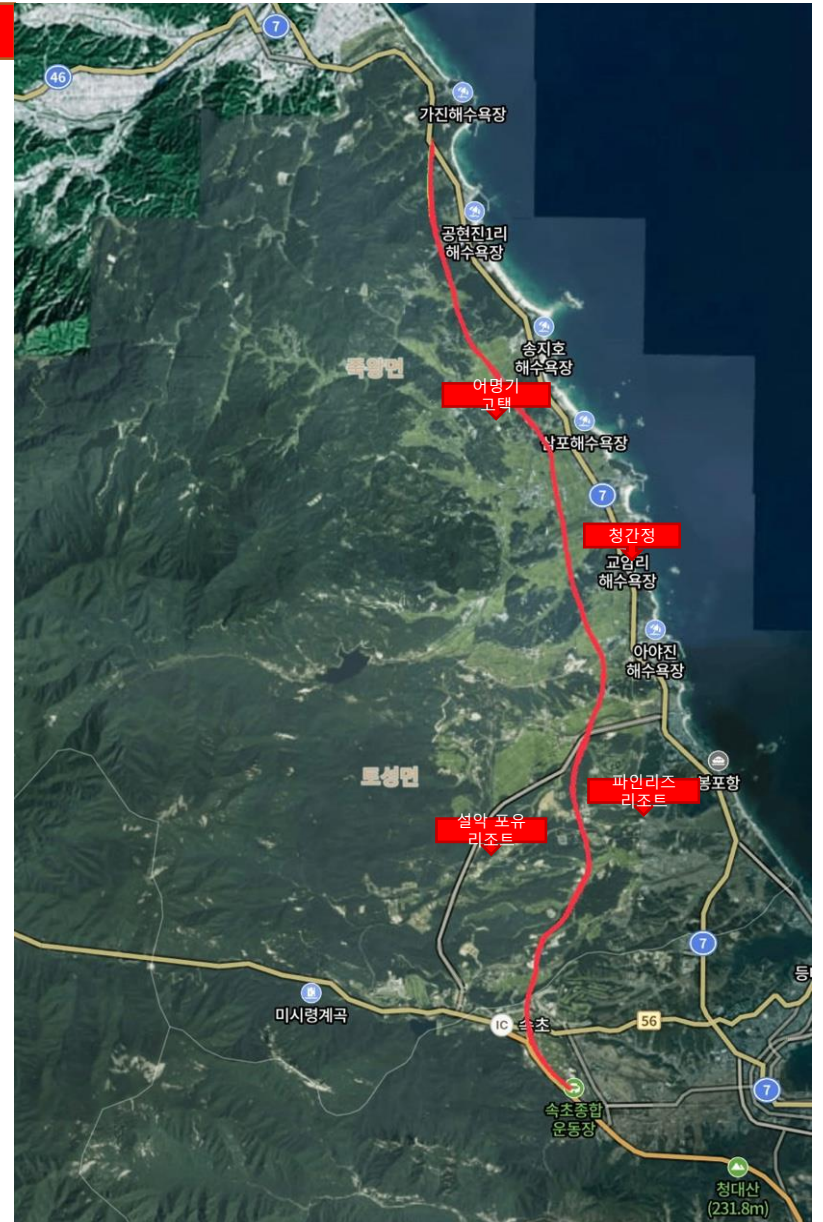 7
46
가진해수욕장
공현진1리
해수욕장
송지호
해수욕장
죽왕면
어명기
고택
삼포해수욕장
7
청간정
교암리
해수욕장
아야진
해수욕장
토성면
파인리즈
리조트
봉포항
설악 포유
리조트
7
등대
미시령계곡
IC 속초
56
속초종합
운동장
7
청대산
(231.8m)